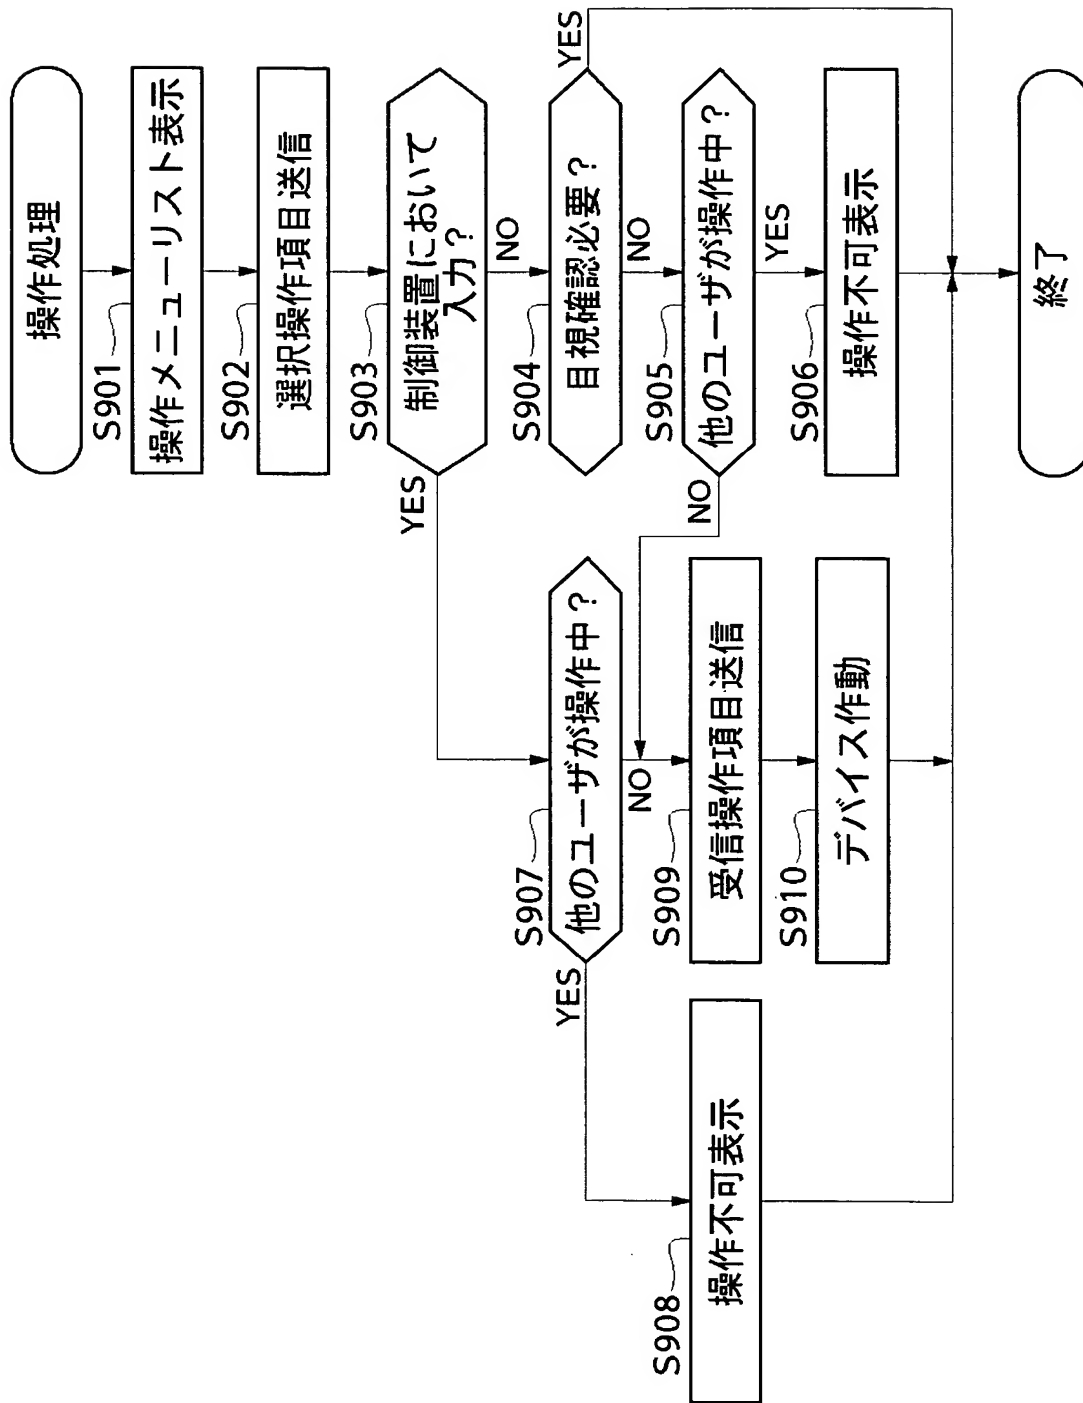 操作処理
S901
操作メニューリスト表示
S902
選択操作項目送信
S903
制御装置において
入力？
YES
NO
S904
目視確認必要？
YES
NO
S905
他のユーザが操作中？
NO
YES
S906
操作不可表示
S907
他のユーザが操作中？
YES
NO
S908
操作不可表示
S909
受信操作項目送信
S910
デバイス作動
終了